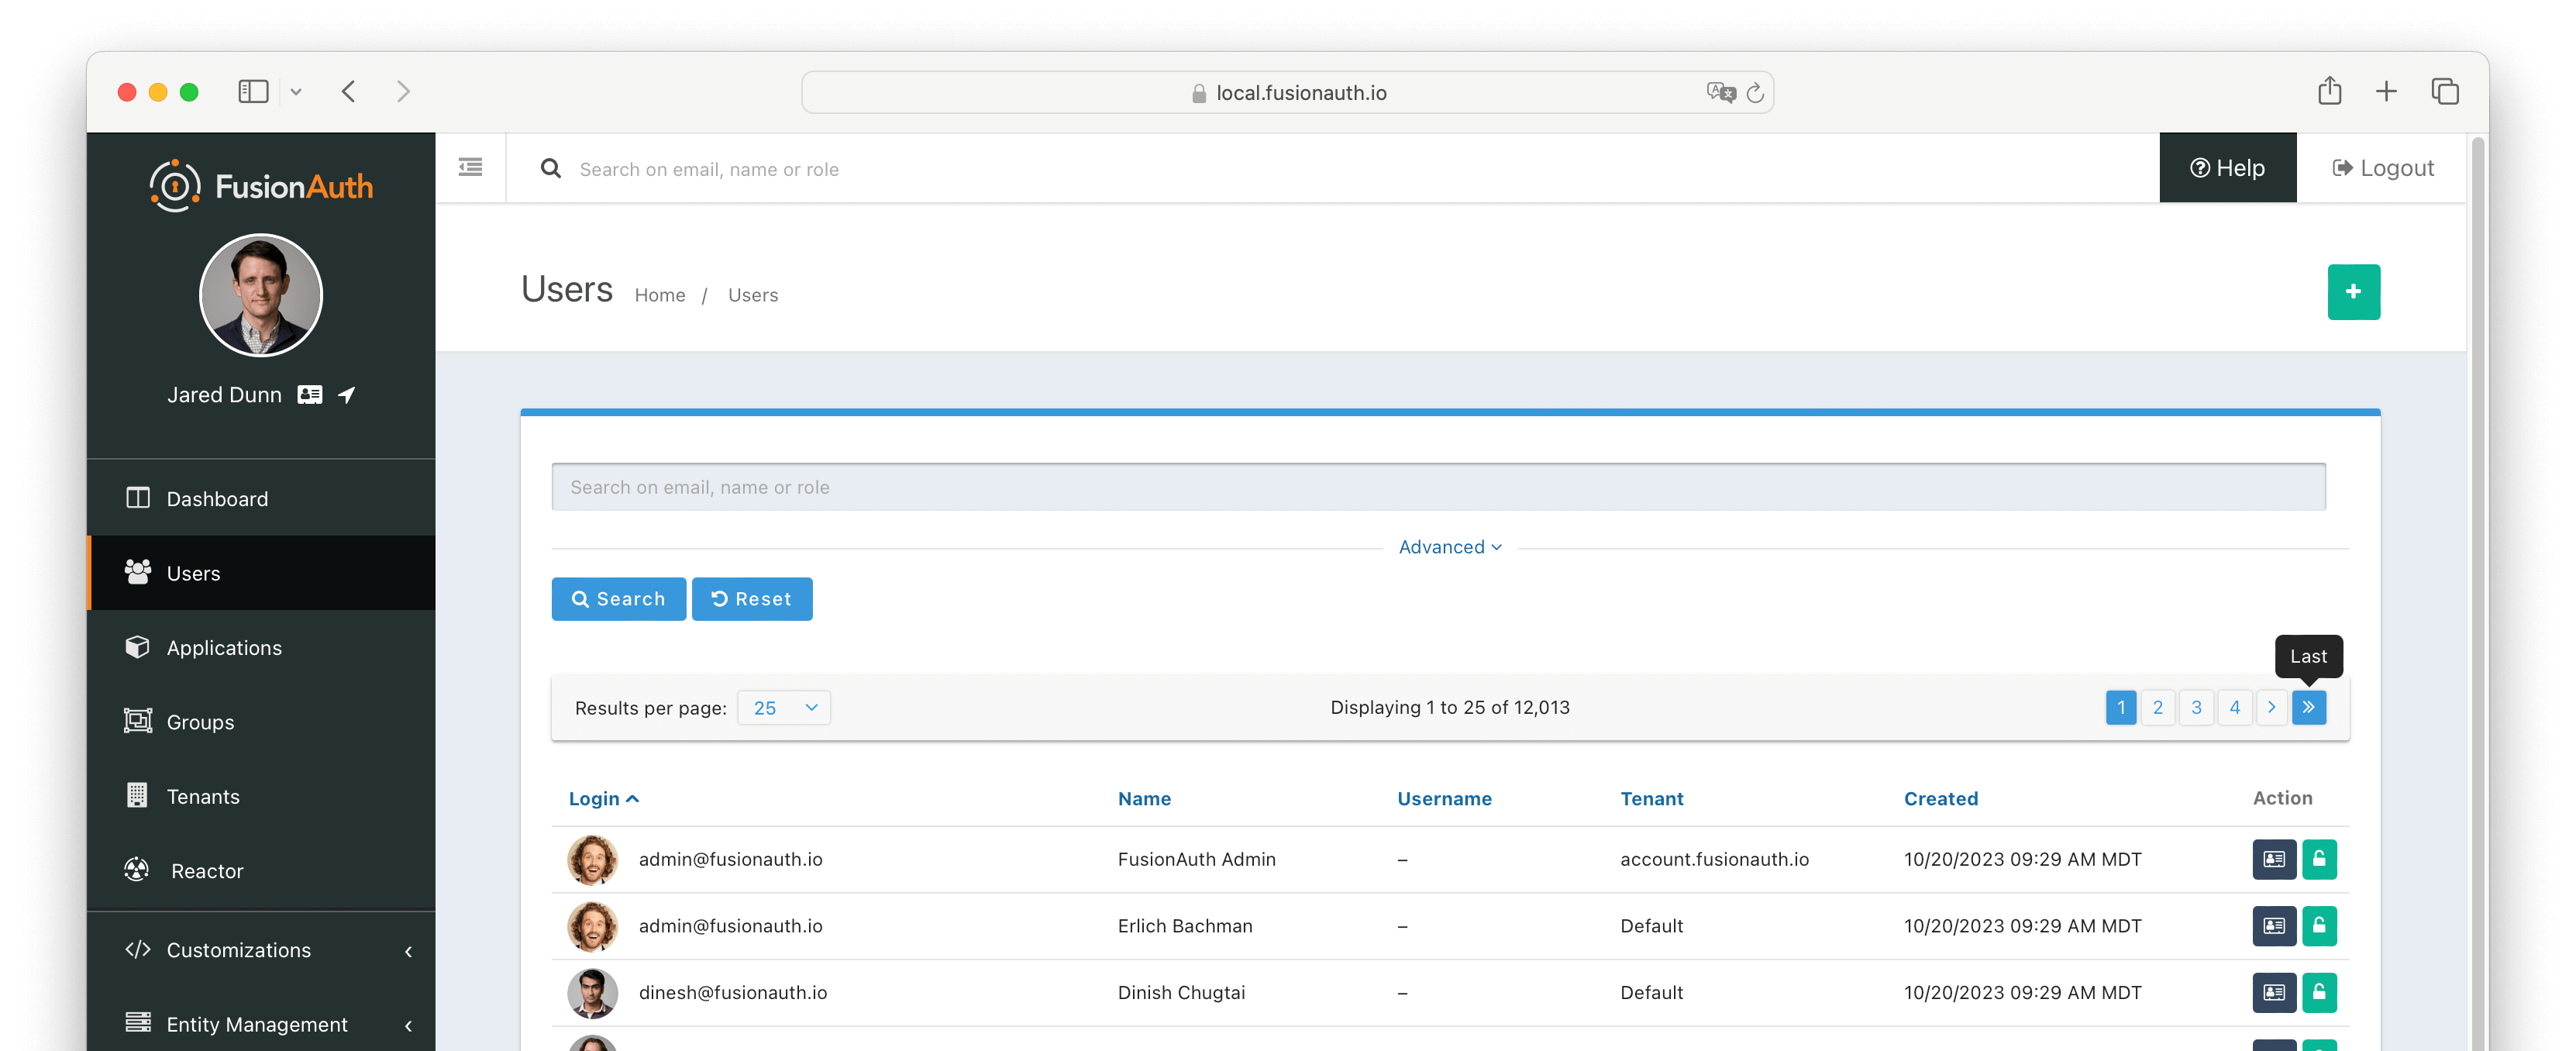 local.fusionauth.io
FusionAuth
Search on email, name or role
Help
Logout
Jared Dunn
Users
Home / Users
Dashboard
Users
Applications
Groups
Tenants
Reactor
Customizations
Entity Management
Search on email, name or role
Advanced
Search
Reset
Last
Results per page: 25
Displaying 1 to 25 of 12,013
1 2 3 4
Login Name Username Tenant Created Action
admin@fusionauth.io FusionAuth Admin – account.fusionauth.io 10/20/2023 09:29 AM MDT
admin@fusionauth.io Erlich Bachman – Default 10/20/2023 09:29 AM MDT
dinesh@fusionauth.io Dinish Chugtai – Default 10/20/2023 09:29 AM MDT